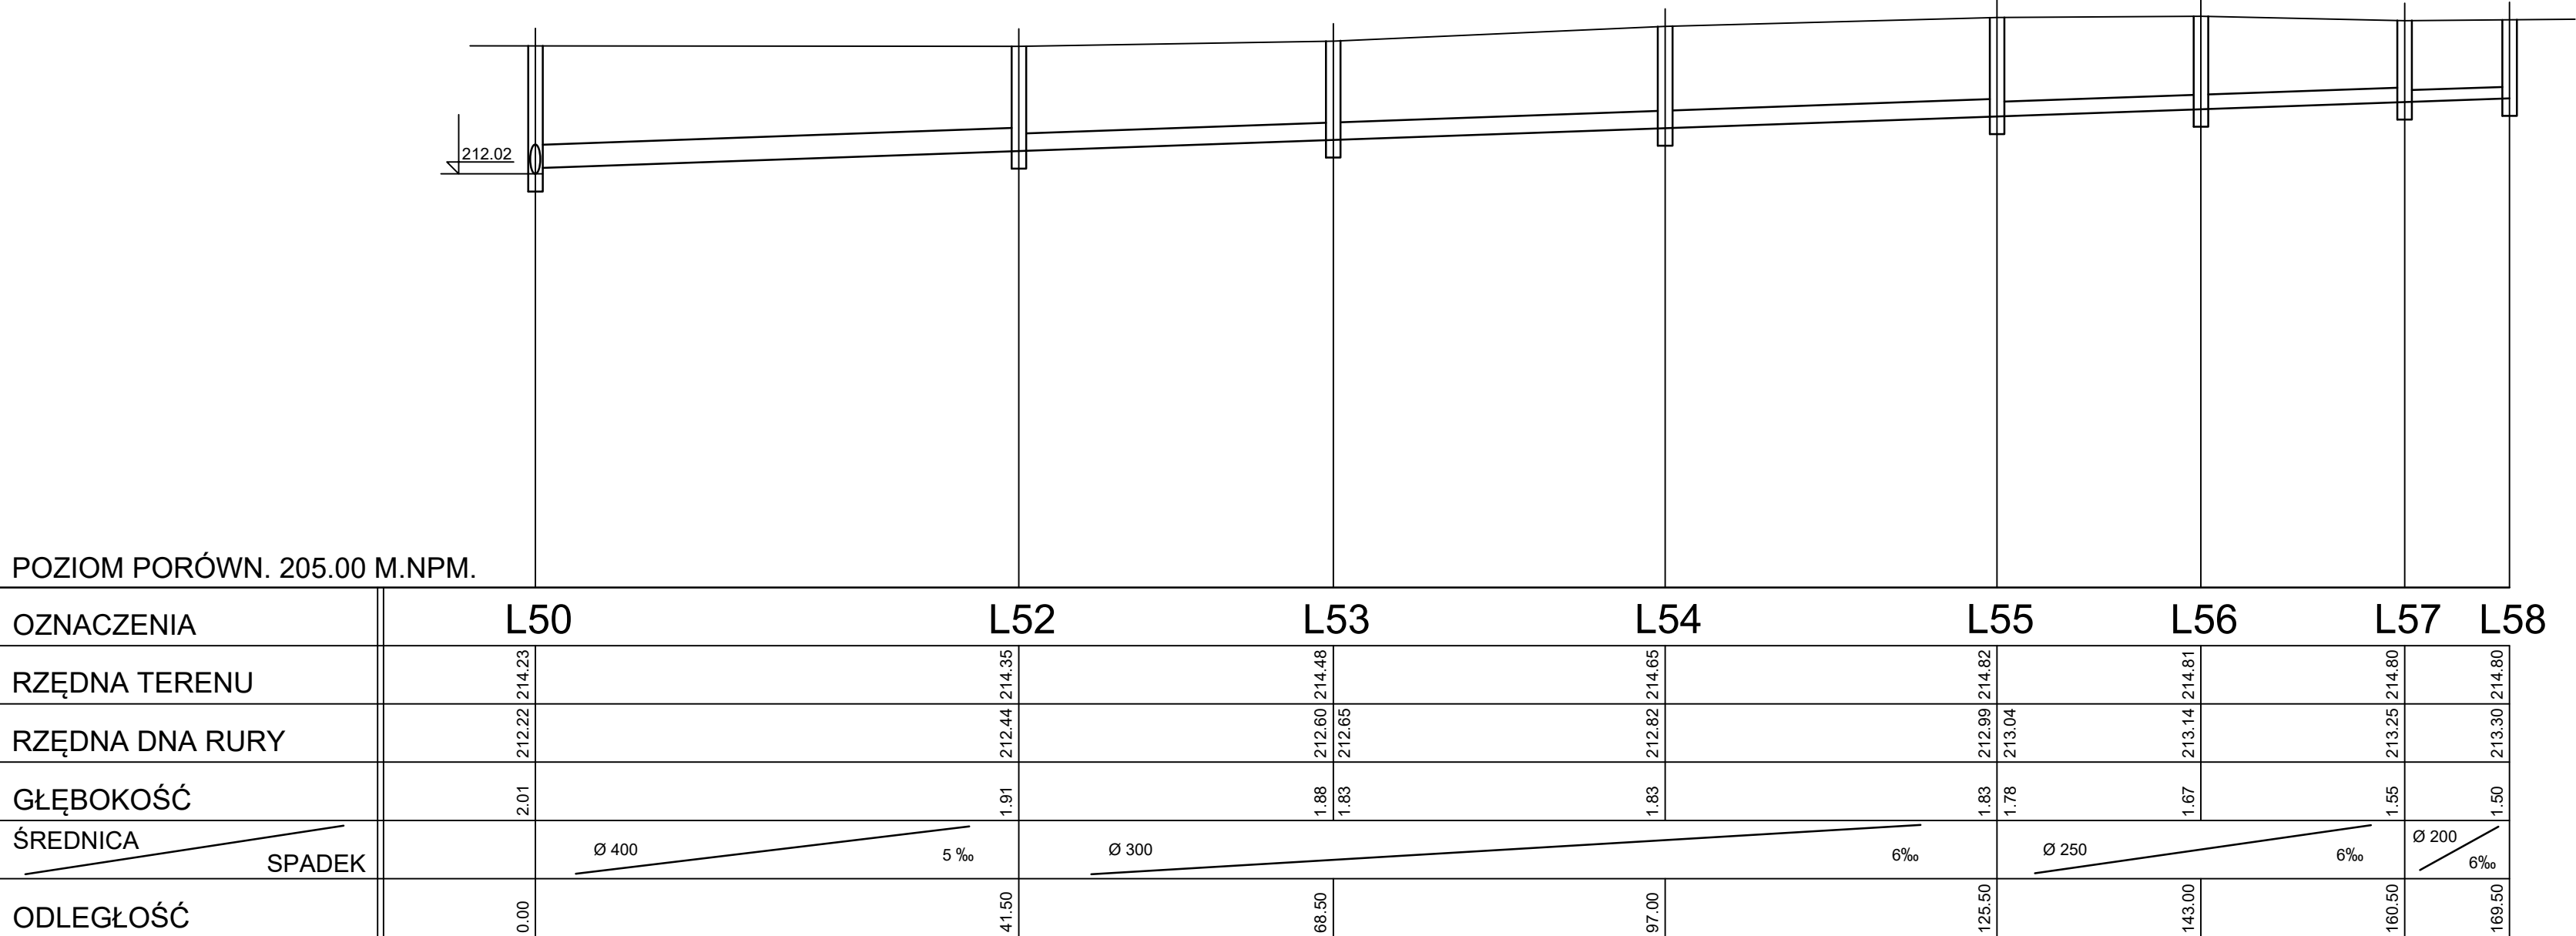 212.02
POZIOM PORÓWN. 205.00 M.NPM.
OZNACZENIA L50 L52 L53 L54 L55 L56 L57 L58
RZĘDNA TERENU 214.23 214.35 214.48 214.65 214.82 214.81 214.80 214.80
RZĘDNA DNA RURY 212.22 212.44 212.60 212.65 212.82 212.99 213.04 213.14 213.25 213.30
GŁĘBOKOŚĆ 2.01 1.91 1.88 1.83 1.83 1.83 1.78 1.67 1.55 1.50
ŚREDNICA SPADEK Ø 400 5 ‰ Ø 300 6‰ Ø 250 6‰ Ø 200 6‰
ODLEGŁOŚĆ 0.00 41.50 68.50 97.00 125.50 143.00 160.50 169.50